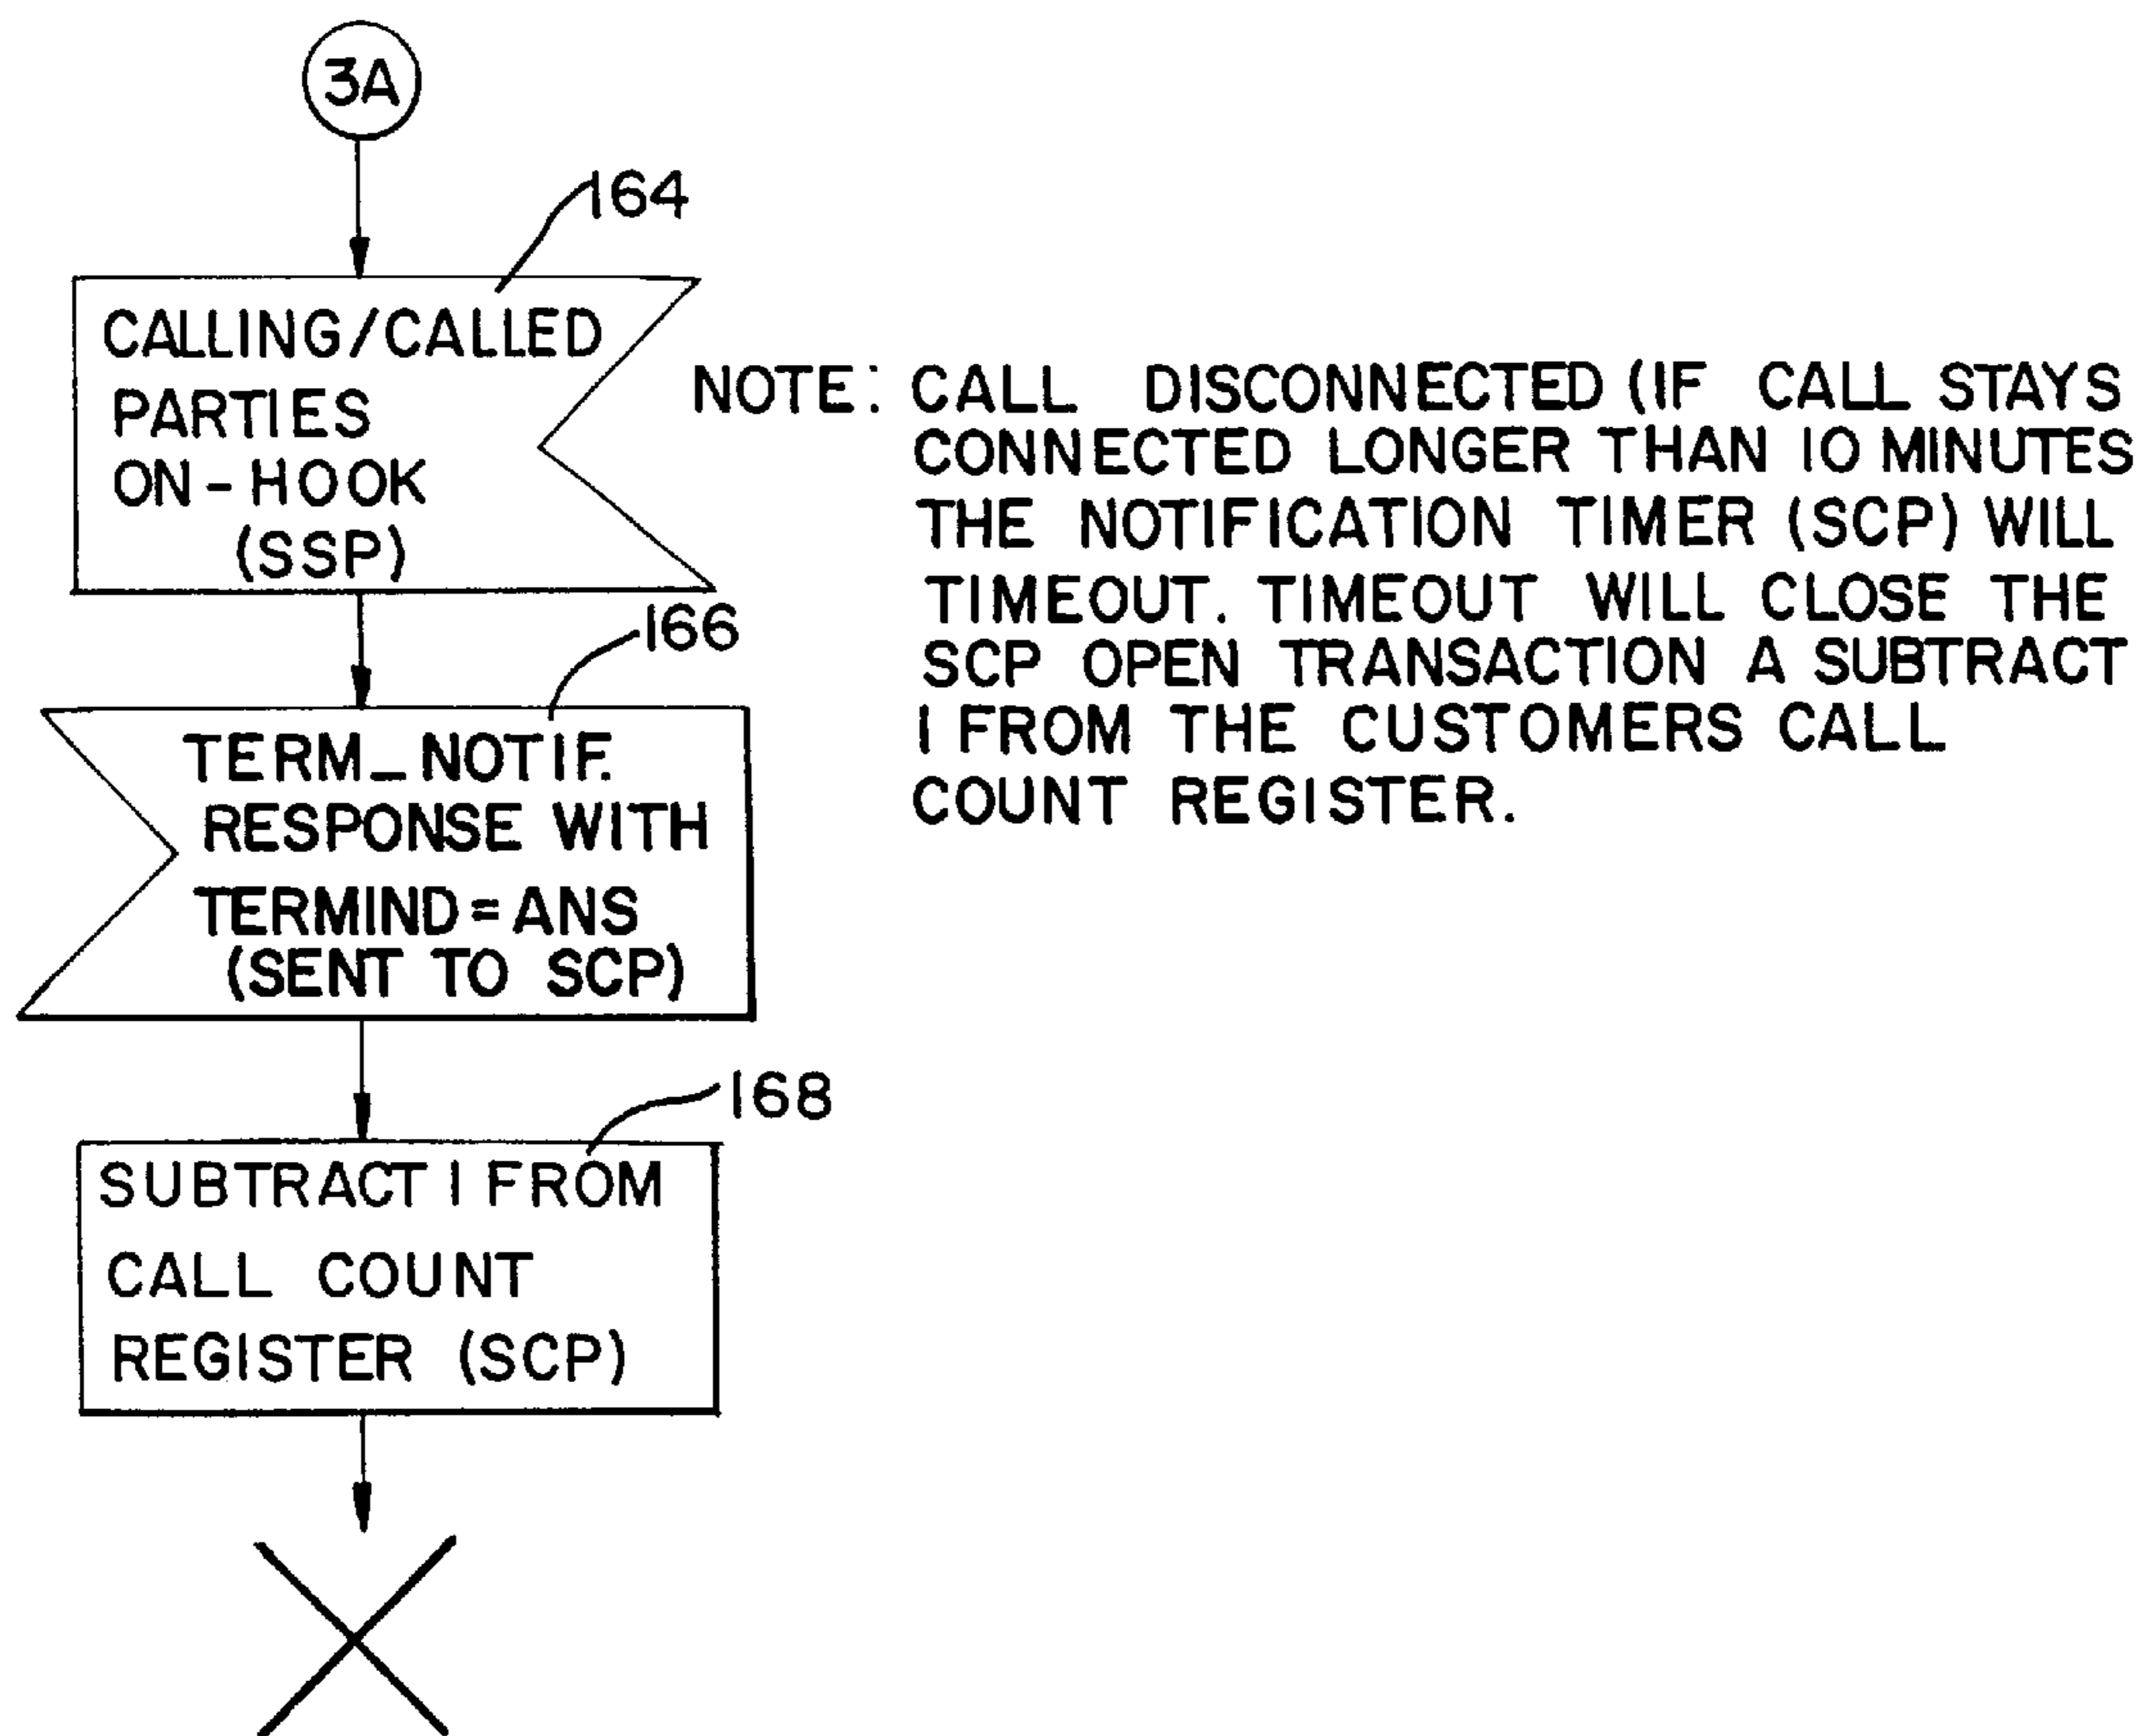 3A
164
CALLING/CALLED
PARTIES
ON-HOOK
(SSP)
NOTE: CALL DISCONNECTED (IF CALL STAYS
CONNECTED LONGER THAN 10 MINUTES
THE NOTIFICATION TIMER (SCP) WILL
TIMEOUT. TIMEOUT WILL CLOSE THE
SCP OPEN TRANSACTION A SUBTRACT
1 FROM THE CUSTOMERS CALL
COUNT REGISTER.
166
TERM_NOTIF.
RESPONSE WITH
TERMIND=ANS
(SENT TO SCP)
168
SUBTRACT 1 FROM
CALL COUNT
REGISTER (SCP)